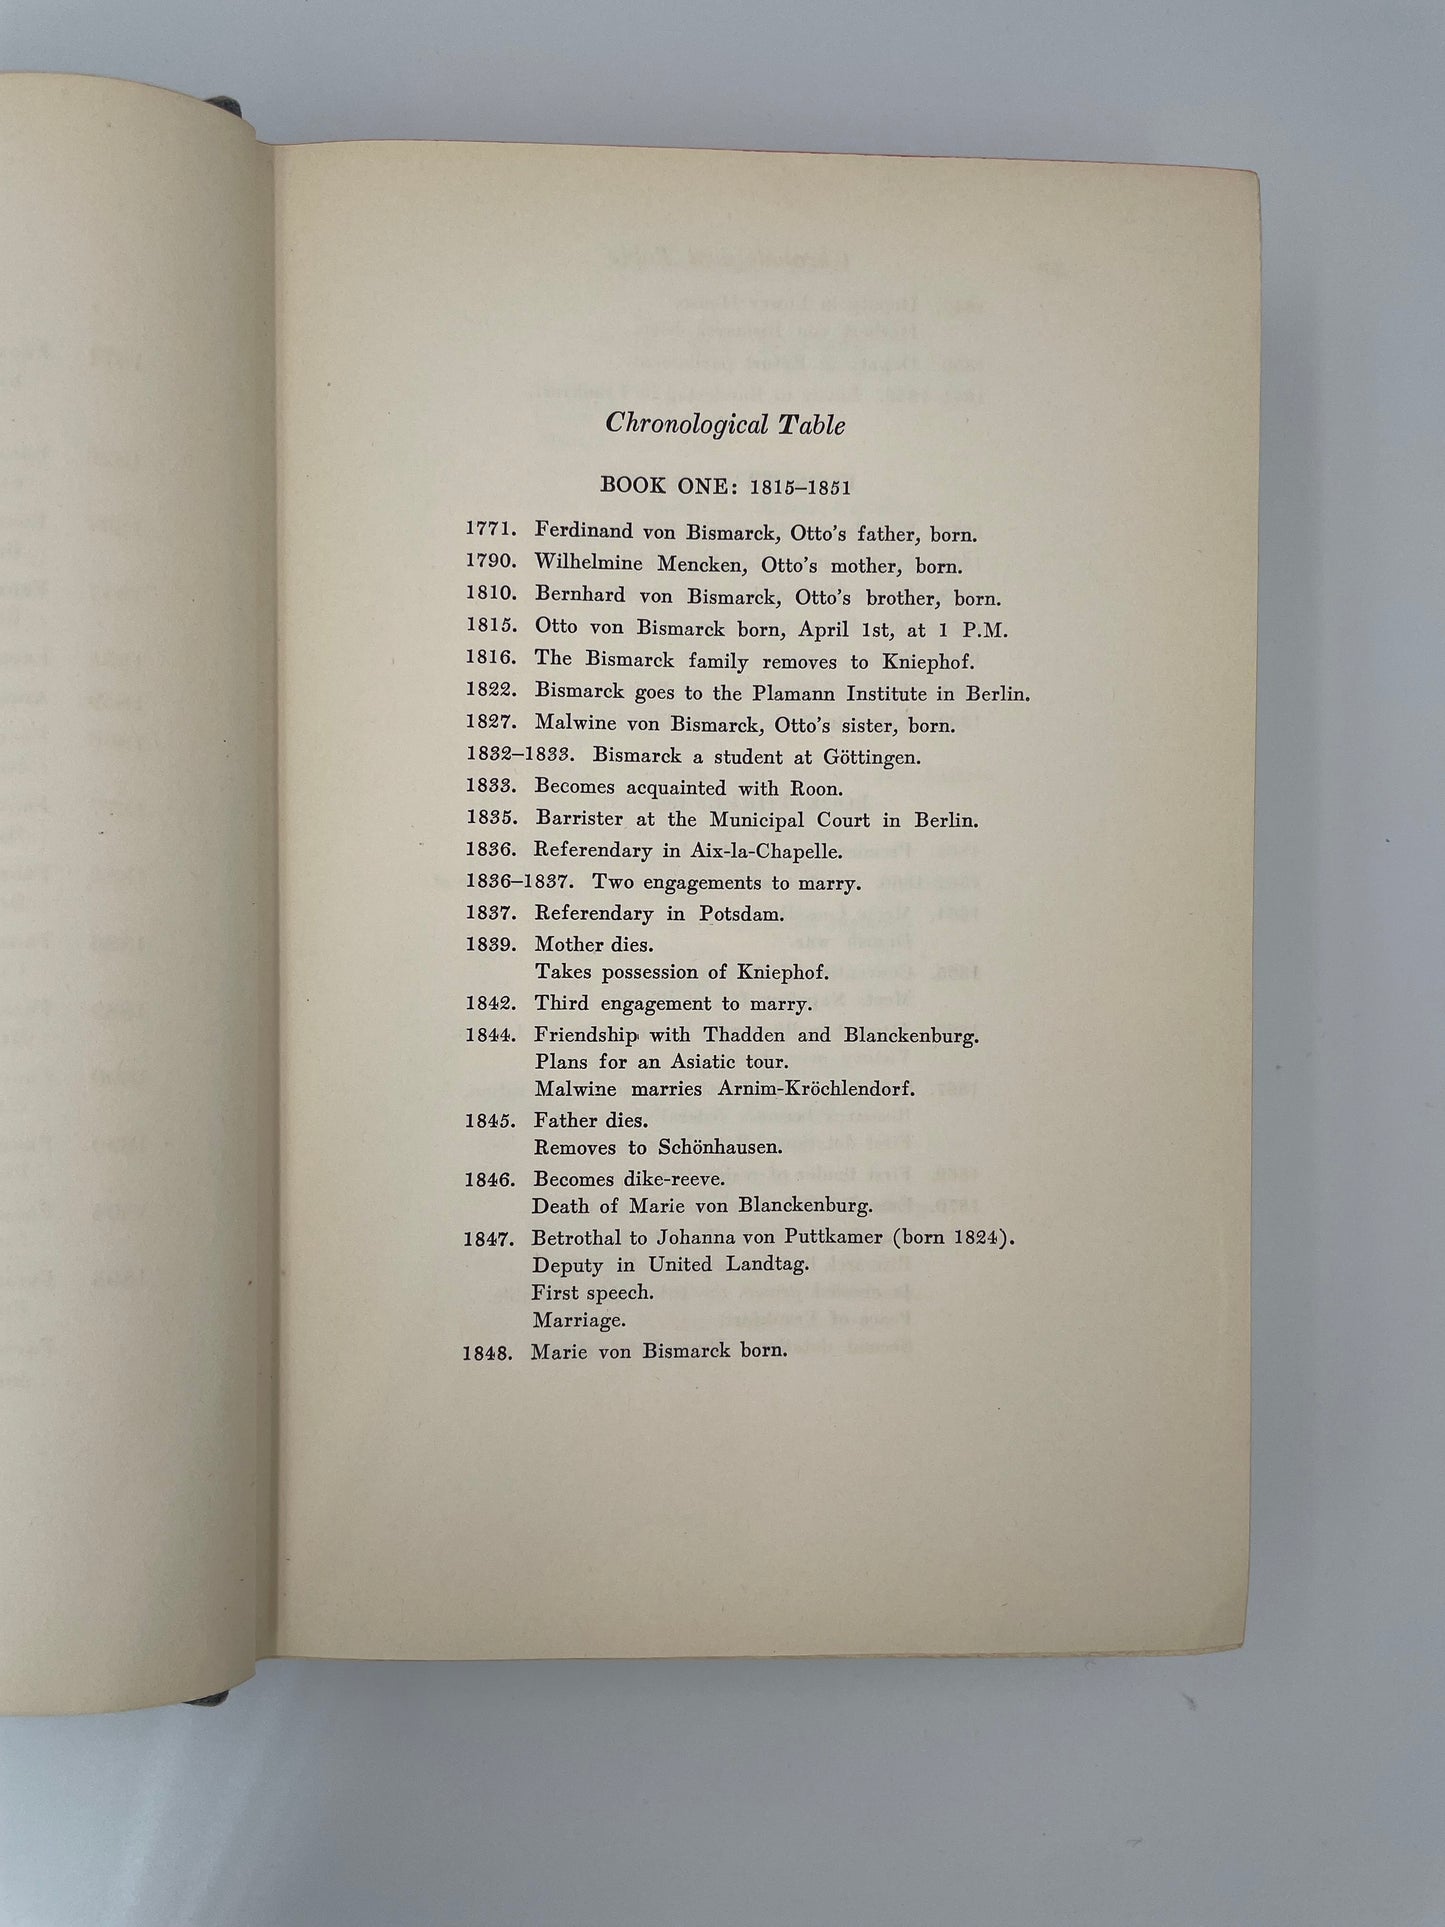 Chronological Table
BOOK ONE: 1815–1851
1771. Ferdinand von Bismarck, Otto's father, born.
1790. Wilhelmine Mencken, Otto's mother, born.
1810. Bernhard von Bismarck, Otto's brother, born.
1815. Otto von Bismarck born, April 1st, at 1 P.M.
1816. The Bismarck family removes to Kniephof.
1822. Bismarck goes to the Plamann Institute in Berlin.
1827. Malwine von Bismarck, Otto's sister, born.
1832–1833. Bismarck a student at Göttingen.
1833. Becomes acquainted with Roon.
1835. Barrister at the Municipal Court in Berlin.
1836. Referendary in Aix-la-Chapelle.
1836–1837. Two engagements to marry.
1837. Referendary in Potsdam.
1839. Mother dies.
Takes possession of Kniephof.
1842. Third engagement to marry.
1844. Friendship with Thadden and Blanckenburg.
Plans for an Asiatic tour.
Malwine marries Arnim-Kröchlendorf.
1845. Father dies.
Removes to Schönhausen.
1846. Becomes dike-reeve.
Death of Marie von Blanckenburg.
1847. Betrothal to Johanna von Puttkamer (born 1824).
Deputy in United Landtag.
First speech.
Marriage.
1848. Marie von Bismarck born.